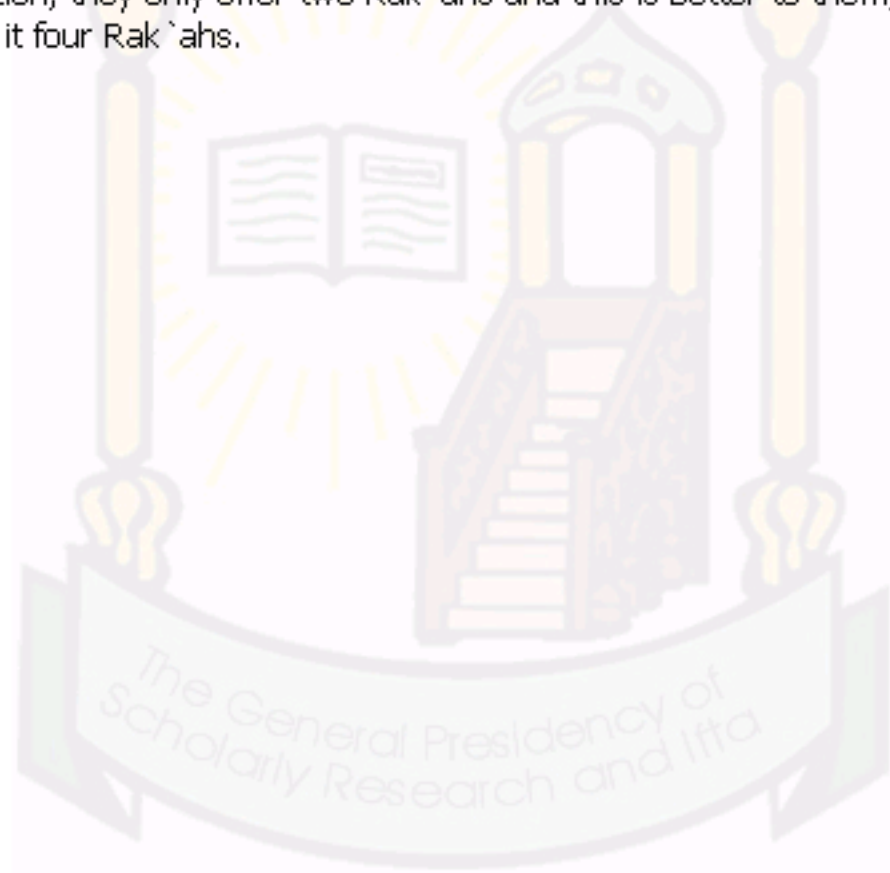 they only offer two Rak `ahs and this is better to them,
it four Rak `ahs.
The General Presidency of
Scholarly Research and Ifta